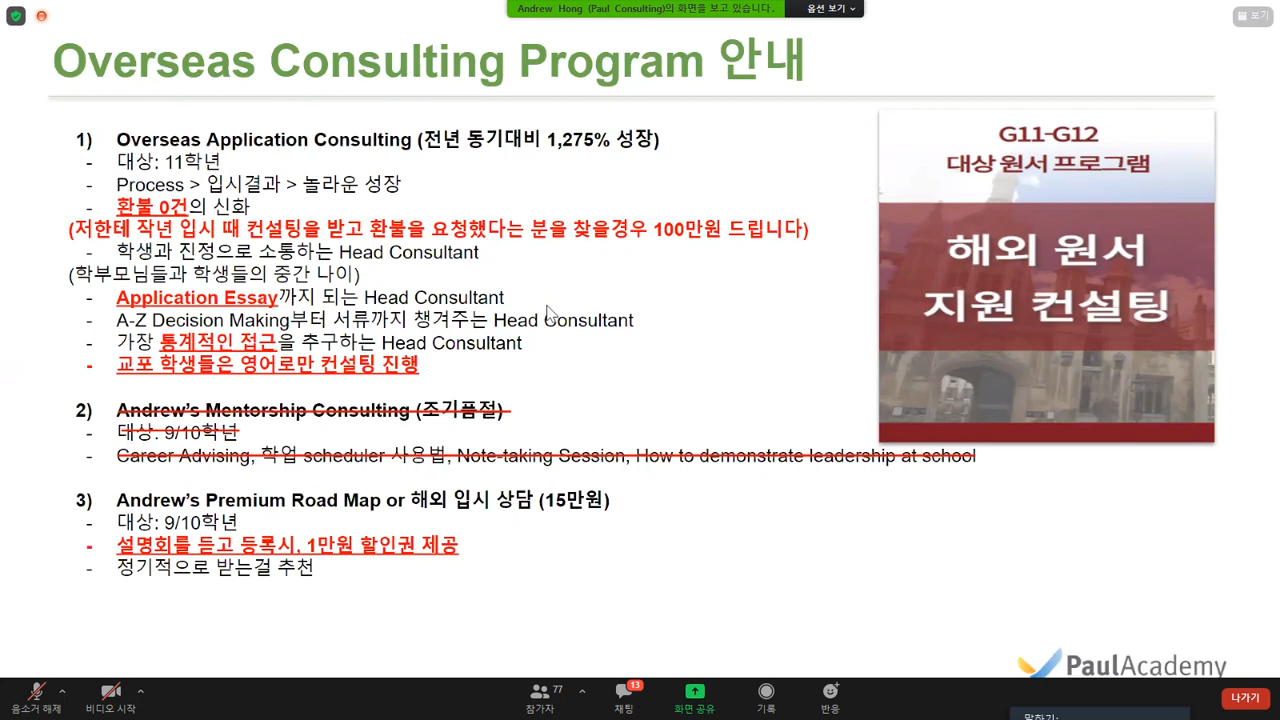 Andrew Hong (Paul Consulting)의 화면을 보고 있습니다.
옵션 보기
보기
Overseas Consulting Program 안내
1) Overseas Application Consulting (전년 동기대비 1,275% 성장)
- 대상: 11학년
- Process > 입시결과 > 놀라운 성장
- 환불 0건의 신화
(저한테 작년 입시 때 컨설팅을 받고 환불을 요청했다는 분을 찾을경우 100만원 드립니다)
- 학생과 진정으로 소통하는 Head Consultant
(학부모님들과 학생들의 중간 나이)
- Application Essay까지 되는 Head Consultant
- A-Z Decision Making부터 서류까지 챙겨주는 Head Consultant
- 가장 통계적인 접근을 추구하는 Head Consultant
- 교포 학생들은 영어로만 컨설팅 진행
2) Andrew's Mentorship Consulting (조기품절)
- 대상: 9/10학년
- Career Advising, 학업 scheduler 사용법, Note-taking Session, How to demonstrate leadership at school
3) Andrew's Premium Road Map or 해외 입시 상담 (15만원)
- 대상: 9/10학년
- 설명회를 듣고 등록시, 1만원 할인권 제공
- 정기적으로 받는걸 추천
G11-G12
대상 원서 프로그램
해외 원서
지원 컨설팅
PaulAcademy
음소거 해제
비디오 시작
77
참가자
13
채팅
화면 공유
기록
반응
나가기
말하기: